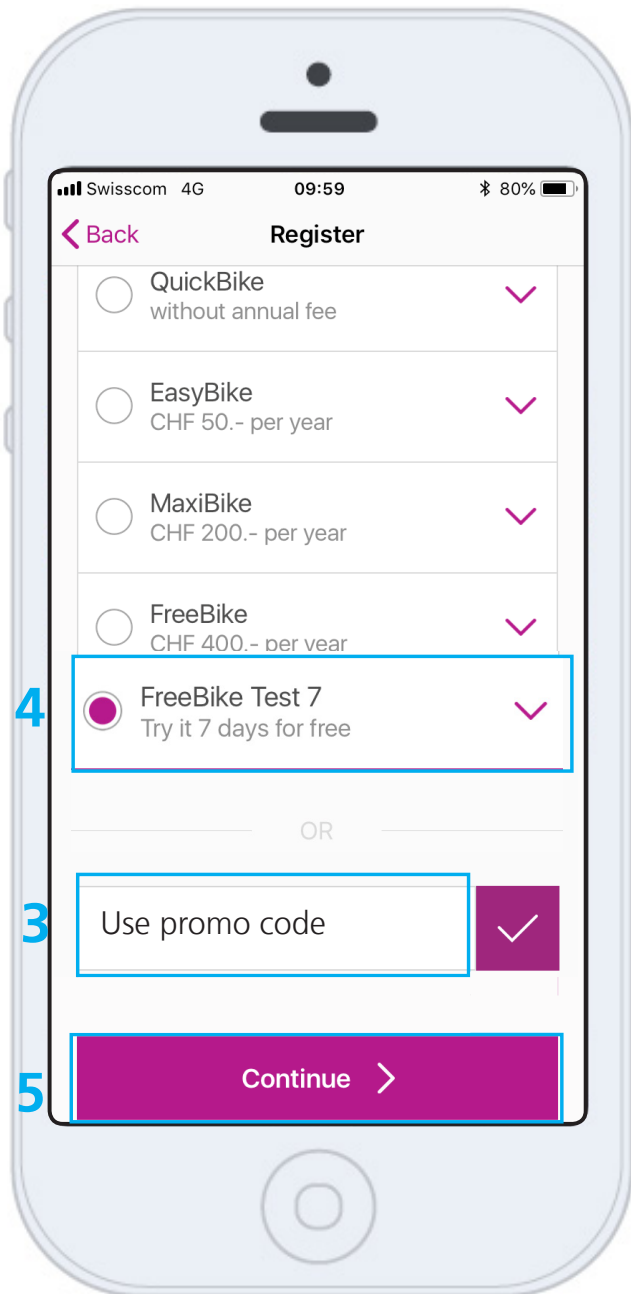 Swisscom 4G 09:59 80%
Back Register
QuickBike
without annual fee
EasyBike
CHF 50.- per year
MaxiBike
CHF 200.- per year
FreeBike
CHF 400.- per year
4
FreeBike Test 7
Try it 7 days for free
OR
3 Use promo code
5 Continue